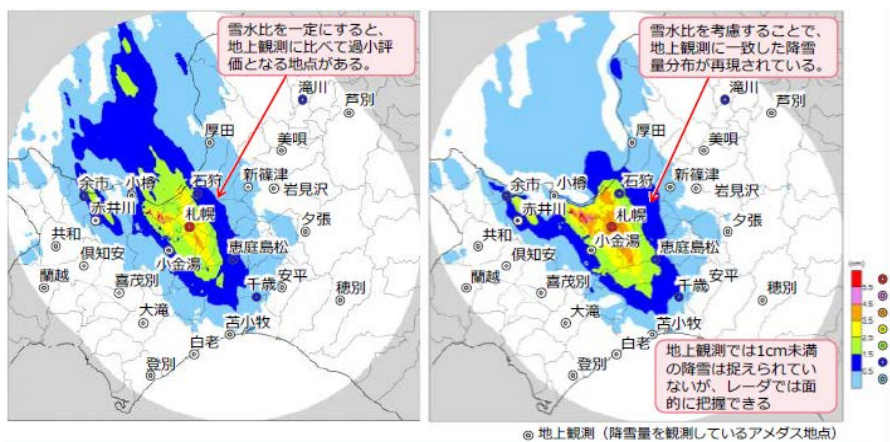 雪水比を一定にすると、
地上観測に比べて過小評
価となる地点がある。
滝川
芦別
厚田
美唄
新篠津
余市
小樽
石狩
岩見沢
赤井川
札幌
夕張
共和
小金湯
恵庭島松
倶知安
蘭越
喜茂別
千歳
安平
穂別
大滝
苫小牧
白老
登別
雪水比を考慮することで、
地上観測に一致した降雪
量分布が再現されている。
滝川
芦別
厚田
美唄
新篠津
余市
小樽
石狩
岩見沢
赤井川
札幌
夕張
共和
小金湯
恵庭島松
倶知安
蘭越
喜茂別
千歳
安平
穂別
大滝
苫小牧
白老
登別
地上観測では1cm未満
の降雪は捉えられてい
ないが、レーダでは面
的に把握できる
5.5
4.5
3.5
2.5
1.5
0.5
◎ 地上観測（降雪量を観測しているアメダス地点）